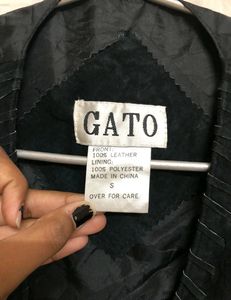 GATO
FRONT:
100% LEATHER
LINING:
100% POLYESTER
MADE IN CHINA
S
OVER FOR CARE